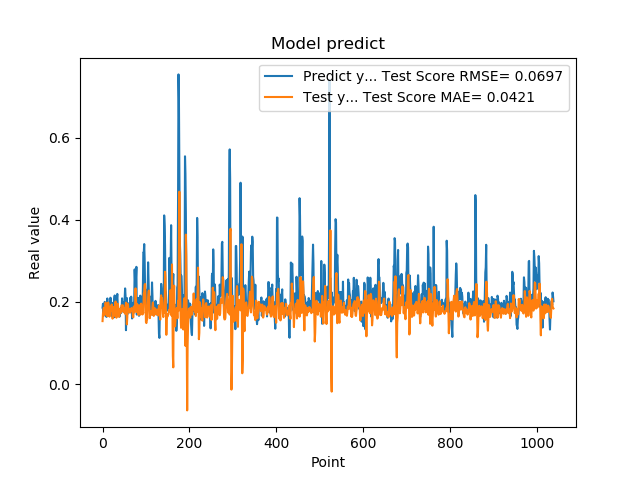 Model predict
Predict y... Test Score RMSE= 0.0697
Test y... Test Score MAE= 0.0421
Real value
0.6
0.4
0.2
0.0
0
200
400
600
800
1000
Point